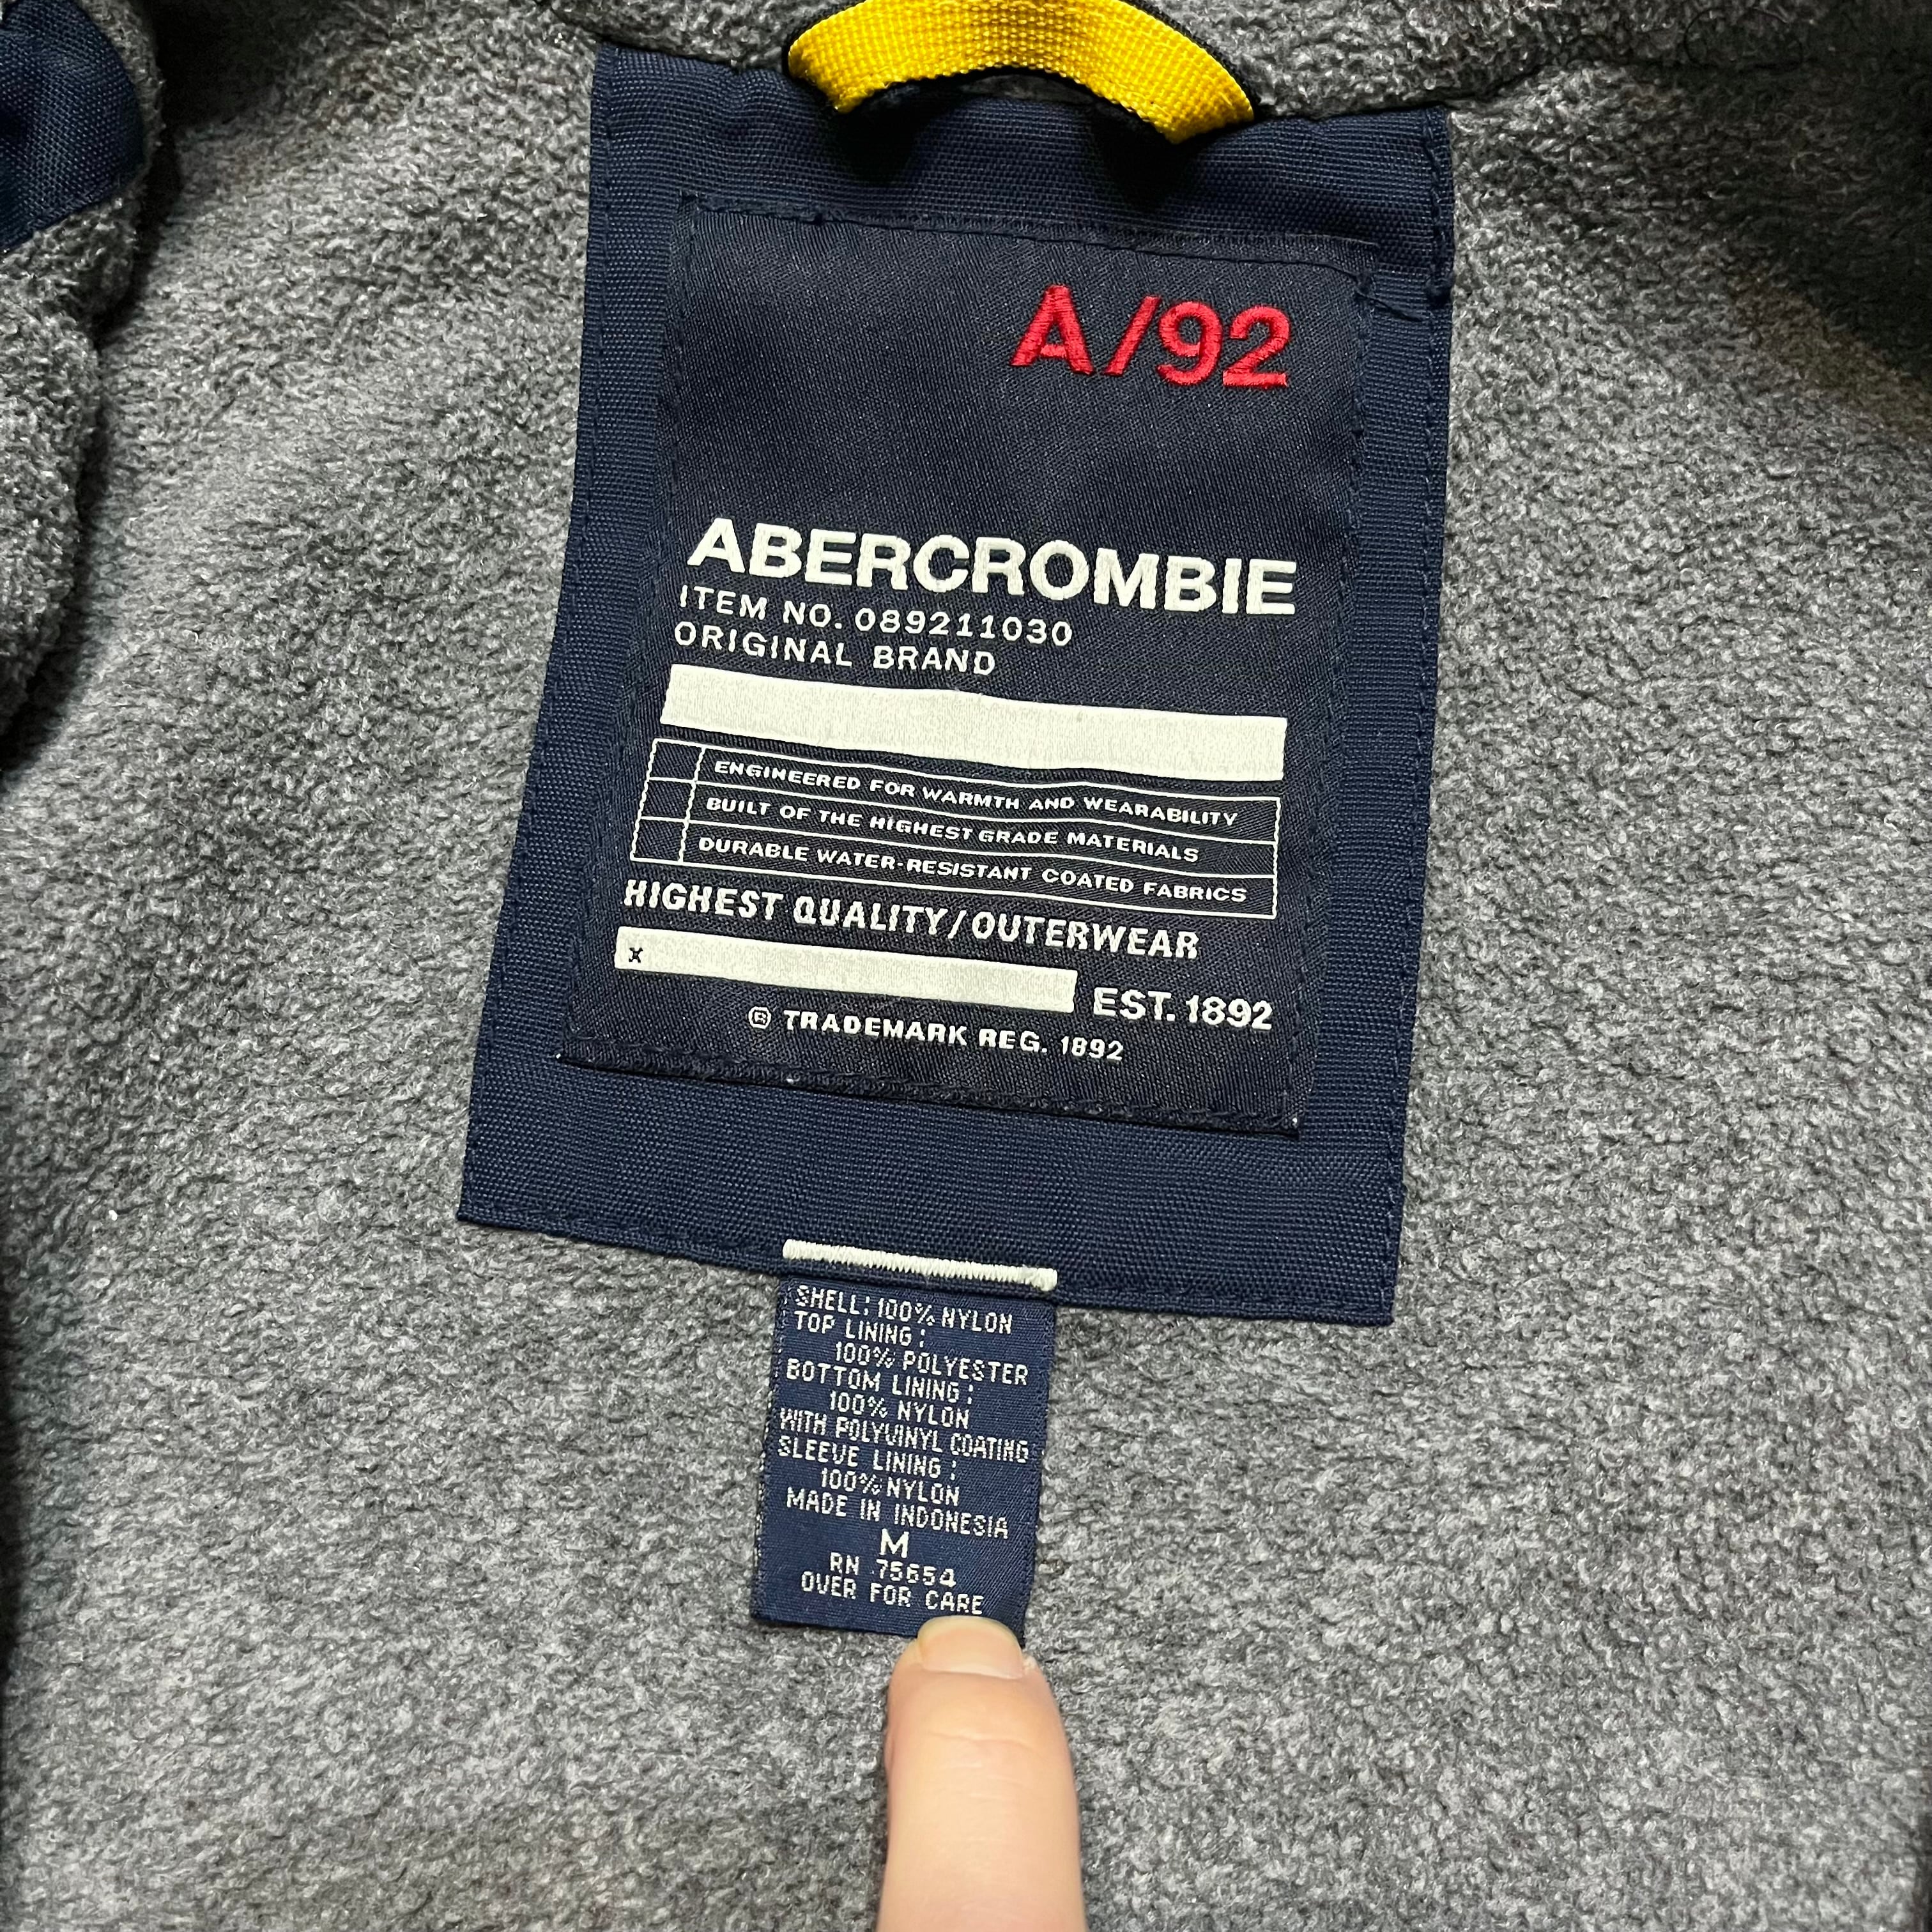 A/92
ABERCROMBIE
ITEM NO. 089211030
ORIGINAL BRAND
ENGINEERED FOR WARMTH AND WEARABILITY
BUILT OF THE HIGHEST GRADE MATERIALS
DURABLE WATER-RESISTANT COATED FABRICS
HIGHEST QUALITY/OUTERWEAR
X EST. 1892
® TRADEMARK REG. 1892
SHELL: 100% NYLON
TOP LINING:
100% POLYESTER
BOTTOM LINING:
100% NYLON
WITH POLYVINYL COATING
SLEEVE LINING:
100% NYLON
MADE IN INDONESIA
M
RN 75654
OVER FOR CARE